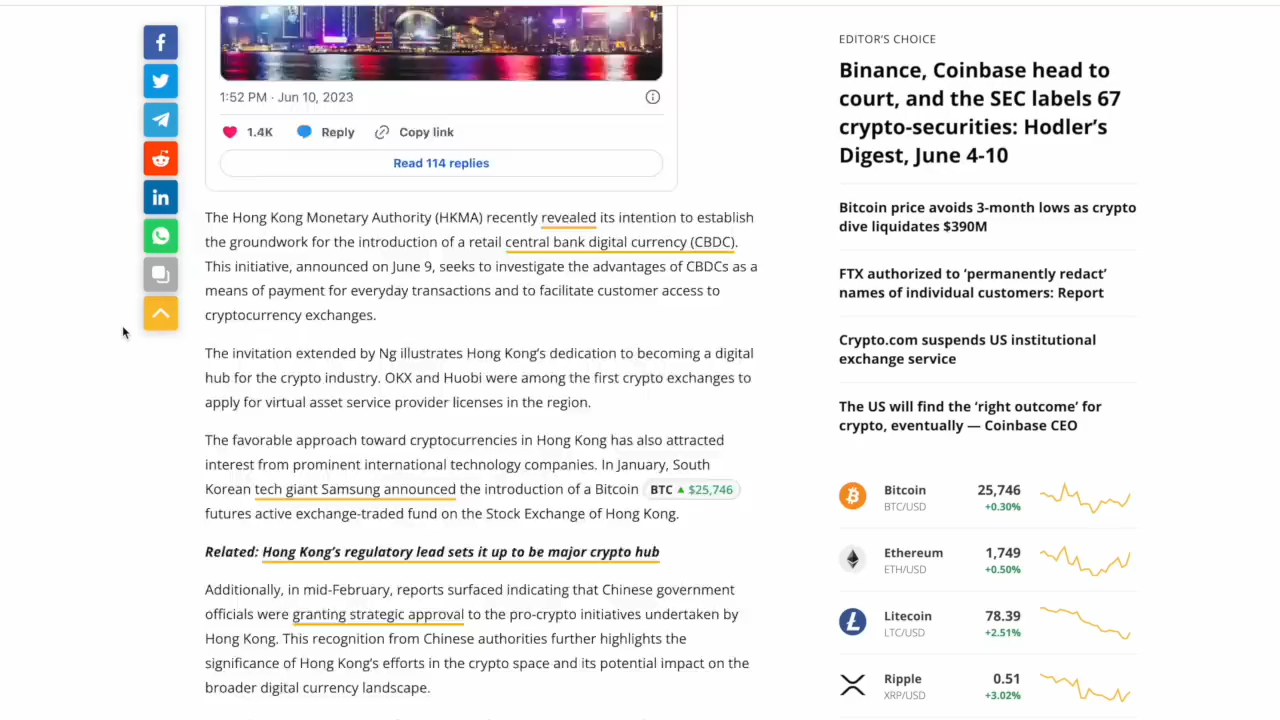 1:52 PM · Jun 10, 2023
1.4K Reply Copy link
Read 114 replies
The Hong Kong Monetary Authority (HKMA) recently revealed its intention to establish
the groundwork for the introduction of a retail central bank digital currency (CBDC).
This initiative, announced on June 9, seeks to investigate the advantages of CBDCs as a
means of payment for everyday transactions and to facilitate customer access to
cryptocurrency exchanges.
The invitation extended by Ng illustrates Hong Kong's dedication to becoming a digital
hub for the crypto industry. OKX and Huobi were among the first crypto exchanges to
apply for virtual asset service provider licenses in the region.
The favorable approach toward cryptocurrencies in Hong Kong has also attracted
interest from prominent international technology companies. In January, South
Korean tech giant Samsung announced the introduction of a Bitcoin BTC ▲ $25,746
futures active exchange-traded fund on the Stock Exchange of Hong Kong.
Related: Hong Kong's regulatory lead sets it up to be major crypto hub
Additionally, in mid-February, reports surfaced indicating that Chinese government
officials were granting strategic approval to the pro-crypto initiatives undertaken by
Hong Kong. This recognition from Chinese authorities further highlights the
significance of Hong Kong's efforts in the crypto space and its potential impact on the
broader digital currency landscape.
EDITOR'S CHOICE
Binance, Coinbase head to
court, and the SEC labels 67
crypto-securities: Hodler's
Digest, June 4-10
Bitcoin price avoids 3-month lows as crypto
dive liquidates $390M
FTX authorized to 'permanently redact'
names of individual customers: Report
Crypto.com suspends US institutional
exchange service
The US will find the 'right outcome' for
crypto, eventually — Coinbase CEO
Bitcoin 25,746
BTC/USD +0.30%
Ethereum 1,749
ETH/USD +0.50%
Litecoin 78.39
LTC/USD +2.51%
Ripple 0.51
XRP/USD +3.02%